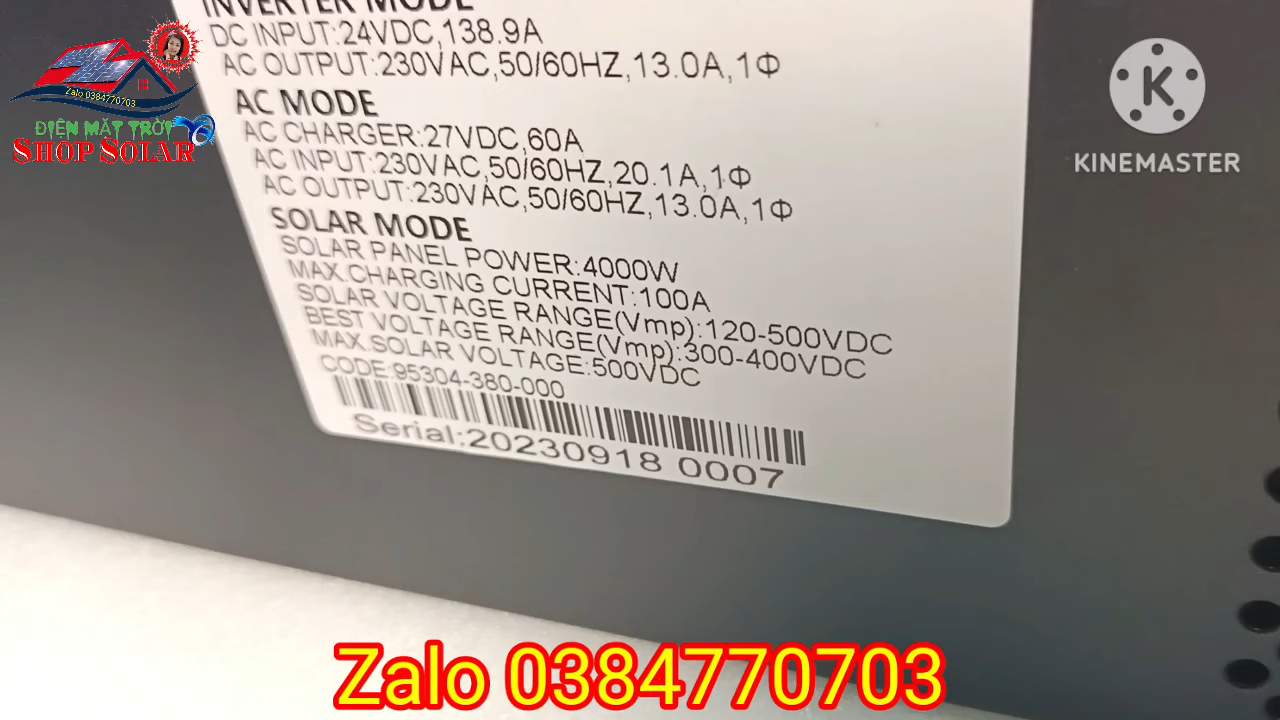 INVERTER MODE
DC INPUT:24VDC,138.9A
AC OUTPUT:230VAC,50/60HZ,13.0A,1Φ
AC MODE
AC CHARGER:27VDC,60A
AC INPUT:230VAC,50/60HZ,20.1A,1Φ
AC OUTPUT:230VAC,50/60HZ,13.0A,1Φ
SOLAR MODE
SOLAR PANEL POWER:4000W
MAX.CHARGING CURRENT:100A
SOLAR VOLTAGE RANGE(Vmp):120-500VDC
BEST VOLTAGE RANGE(Vmp):300-400VDC
MAX.SOLAR VOLTAGE:500VDC
CODE:95304-380-000
Serial:20230918 0007
Zalo 0384770703
ĐIỆN MẶT TRỜI
SHOP SOLAR
K
KINEMASTER
Zalo 0384770703